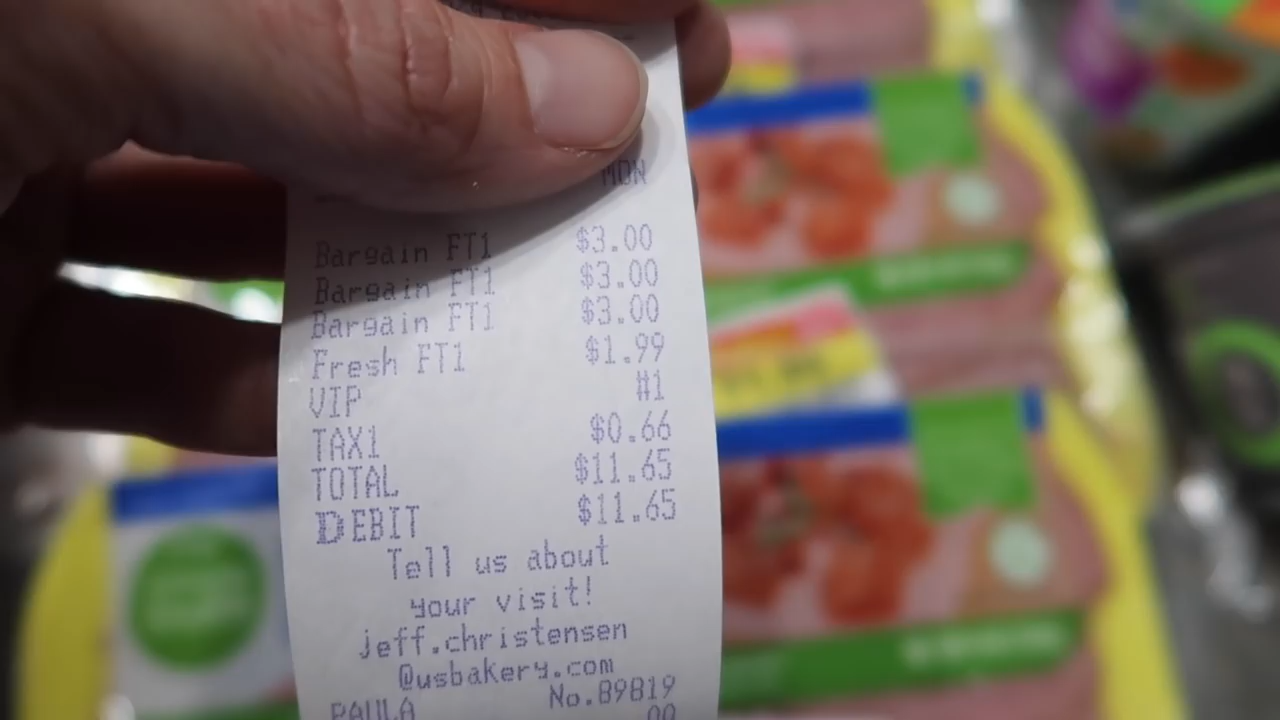 MON
Bargain FT1 $3.00
Bargain FT1 $3.00
Bargain FT1 $3.00
Fresh FT1 $1.99
VIP #1
TAX1 $0.66
TOTAL $11.65
DEBIT $11.65
Tell us about
your visit!
jeff.christensen
@usbakery.com
PAULA No.89819
00